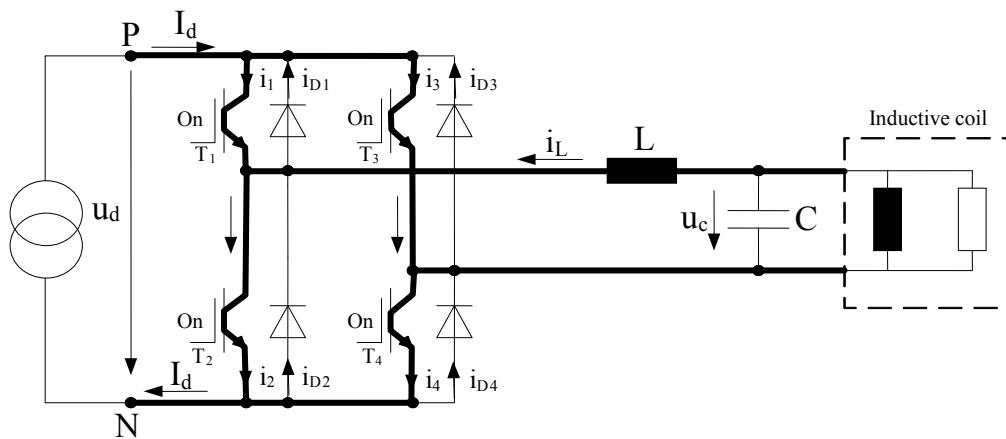 P
I_d
i_1
i_D1
i_3
i_D3
On
T_1
On
T_3
i_L
L
Inductive coil
u_d
u_c
C
On
T_2
On
T_4
I_d
i_2
i_D2
i_4
i_D4
N